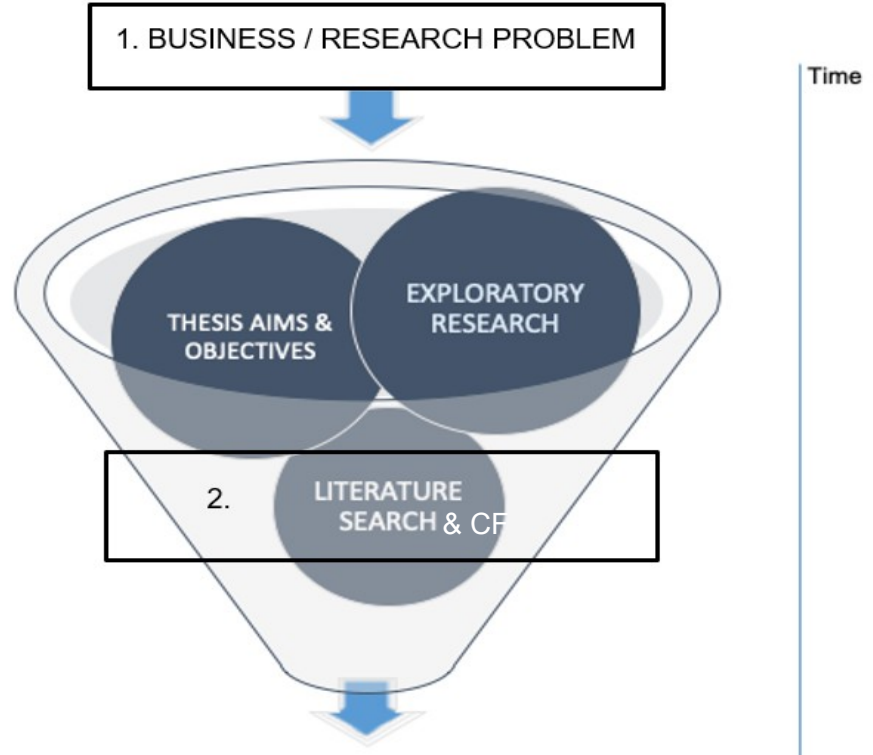 1. BUSINESS / RESEARCH PROBLEM
Time
THESIS AIMS &
OBJECTIVES
EXPLORATORY
RESEARCH
2.
LITERATURE
SEARCH & CF